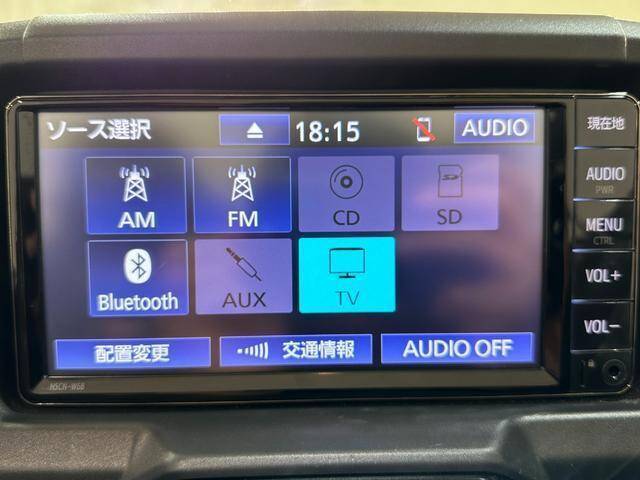 ソース選択 18:15 AUDIO
AM FM CD SD
Bluetooth AUX TV
配置変更 交通情報 AUDIO OFF
現在地
AUDIO
PWR
MENU
CTRL
VOL+
VOL−
NSCN-W68